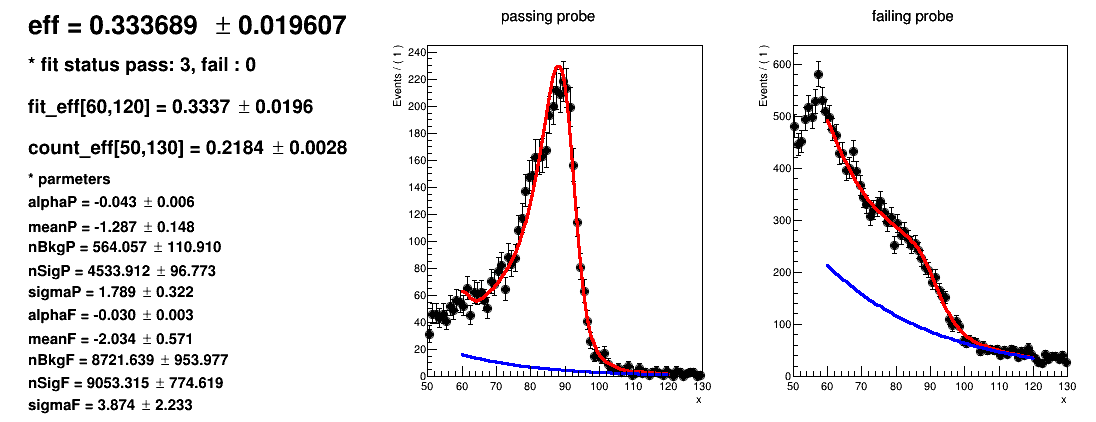 eff = 0.333689 ± 0.019607
* fit status pass: 3, fail : 0
fit_eff[60,120] = 0.3337 ± 0.0196
count_eff[50,130] = 0.2184 ± 0.0028
* parmeters
alphaP = -0.043 ± 0.006
meanP = -1.287 ± 0.148
nBkgP = 564.057 ± 110.910
nSigP = 4533.912 ± 96.773
sigmaP = 1.789 ± 0.322
alphaF = -0.030 ± 0.003
meanF = -2.034 ± 0.571
nBkgF = 8721.639 ± 953.977
nSigF = 9053.315 ± 774.619
sigmaF = 3.874 ± 2.233
passing probe
Events / ( 1 )
240
220
200
180
160
140
120
100
80
60
40
20
0
50 60 70 80 90 100 110 120 130
x
failing probe
Events / ( 1 )
600
500
400
300
200
100
0
50 60 70 80 90 100 110 120 130
x